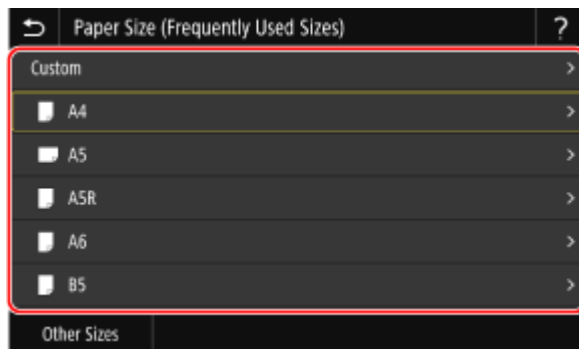 Paper Size (Frequently Used Sizes) ?
Custom
A4
A5
A5R
A6
B5
Other Sizes